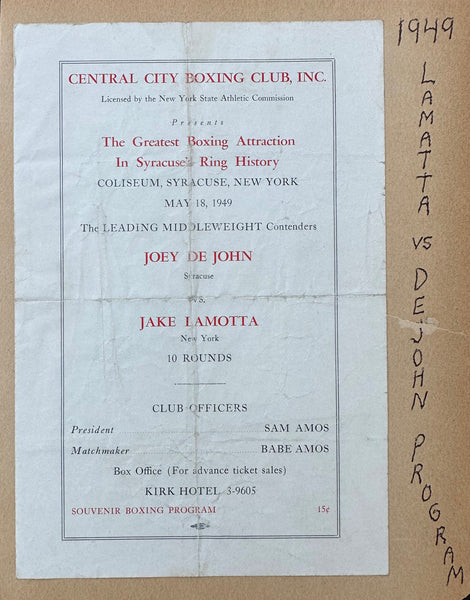 CENTRAL CITY BOXING CLUB, INC.
Licensed by the New York State Athletic Commission
Presents
The Greatest Boxing Attraction
In Syracuse's Ring History
COLISEUM, SYRACUSE, NEW YORK
MAY 18, 1949
The LEADING MIDDLEWEIGHT Contenders
JOEY DE JOHN
Syracuse
VS.
JAKE LAMOTTA
New York
10 ROUNDS
CLUB OFFICERS
President SAM AMOS
Matchmaker BABE AMOS
Box Office (For advance ticket sales)
KIRK HOTEL 3-9605
SOUVENIR BOXING PROGRAM 15¢
1949
LAMATTA VS DE'JOHN PROGRAM